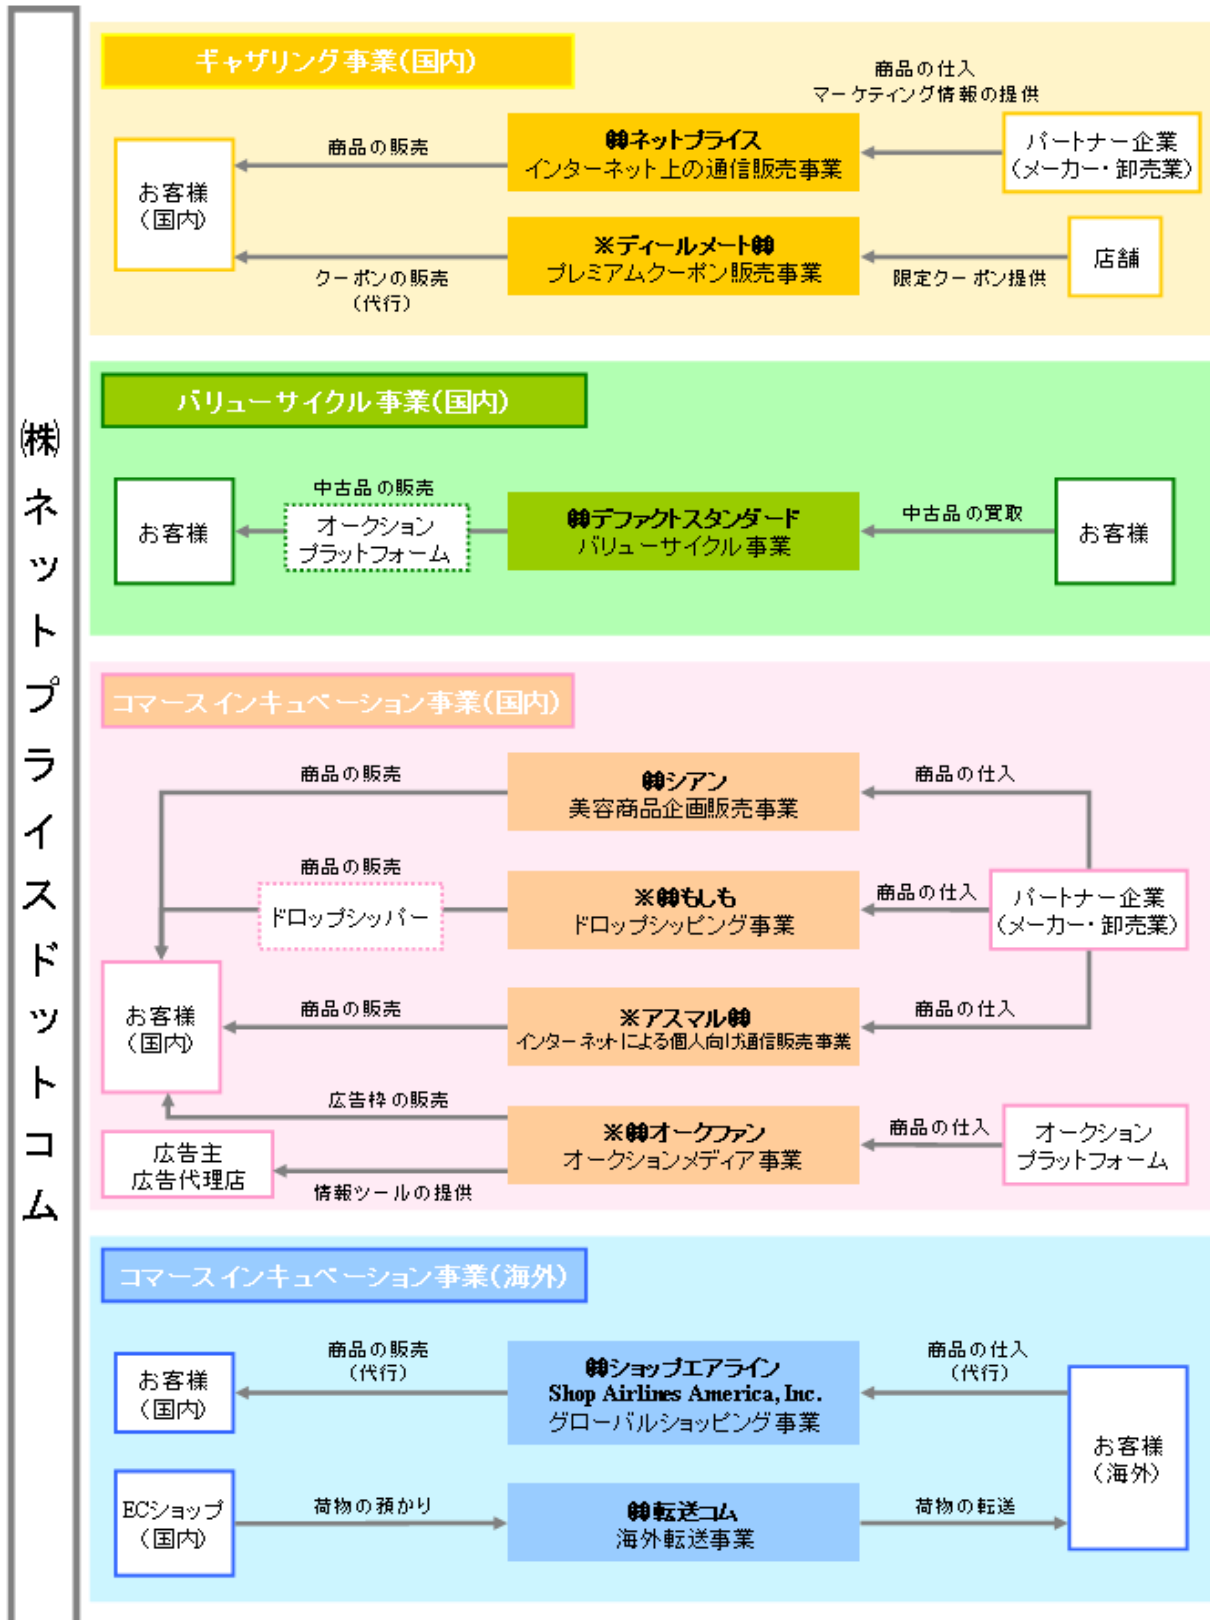 ㈱ネットプライスドットコム
ギャザリング事業(国内)
商品の仕入
マーケティング情報の提供
商品の販売
㈱ネットプライス
インターネット上の通信販売事業
パートナー企業
(メーカー・卸売業)
お客様
(国内)
※ディールメート㈱
プレミアムクーポン販売事業
店舗
クーポンの販売
(代行)
限定クーポン提供
バリューサイクル事業(国内)
中古品の販売
お客様
オークション
プラットフォーム
㈱デファクトスタンダード
バリューサイクル事業
中古品の買取
お客様
コマースインキュベーション事業(国内)
商品の販売
㈱シアン
美容商品企画販売事業
商品の仕入
商品の販売
ドロップシッパー
※㈱もしも
ドロップシッピング事業
商品の仕入
パートナー企業
(メーカー・卸売業)
お客様
(国内)
商品の販売
※アスマル㈱
インターネットによる個人向け通信販売事業
商品の仕入
広告枠の販売
※㈱オークファン
オークションメディア事業
商品の仕入
オークション
プラットフォーム
広告主
広告代理店
情報ツールの提供
コマースインキュベーション事業(海外)
商品の販売
(代行)
お客様
(国内)
㈱ショップエアライン
Shop Airlines America, Inc.
グローバルショッピング事業
商品の仕入
(代行)
お客様
(海外)
ECショップ
(国内)
荷物の預かり
㈱転送コム
海外転送事業
荷物の転送